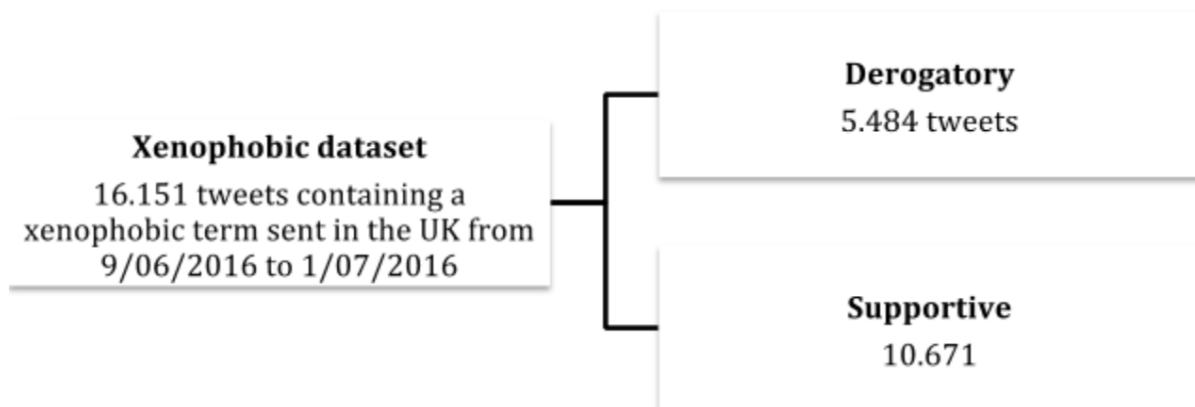 Xenophobic dataset
16.151 tweets containing a
xenophobic term sent in the UK from
9/06/2016 to 1/07/2016
Derogatory
5.484 tweets
Supportive
10.671